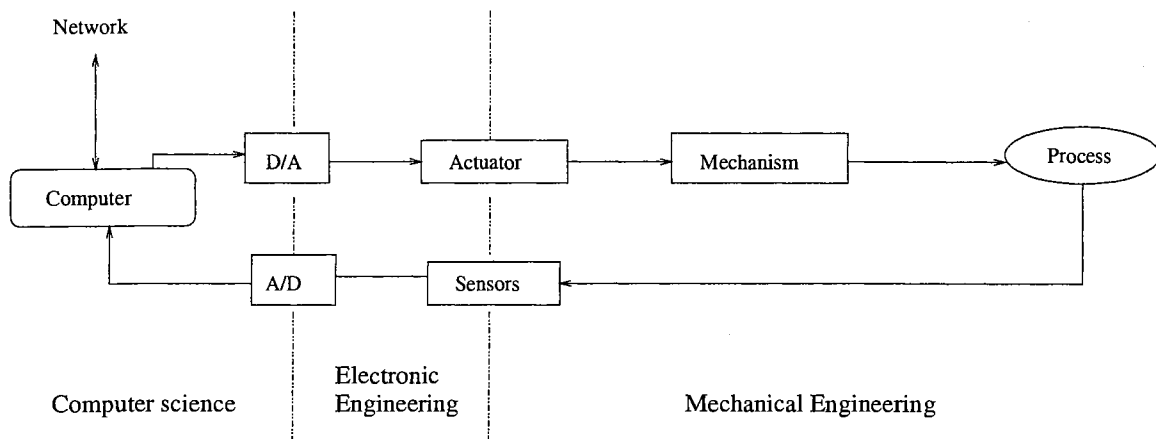 Network
D/A
Actuator
Mechanism
Process
Computer
A/D
Sensors
Electronic
Engineering
Computer science
Mechanical Engineering